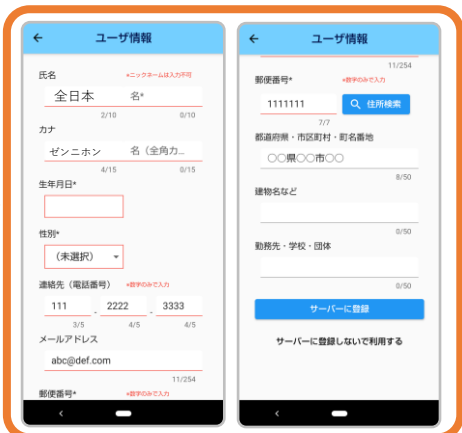 ユーザ情報
氏名 *ニックネームは入力不可
全日本 名*
2/10 0/10
カナ
ゼンニホン 名（全角カ...
4/15 0/15
生年月日*
性別*
（未選択）
連絡先（電話番号） *数字のみで入力
111 - 2222 - 3333
3/5 4/5 4/5
メールアドレス
abc@def.com
11/254
郵便番号* *数字のみで入力
ユーザ情報
11/254
郵便番号* *数字のみで入力
1111111 住所検索
7/7
都道府県・市区町村・町名番地
○○県○○市○○
8/50
建物名など
0/50
勤務先・学校・団体
0/50
サーバーに登録
サーバーに登録しないで利用する